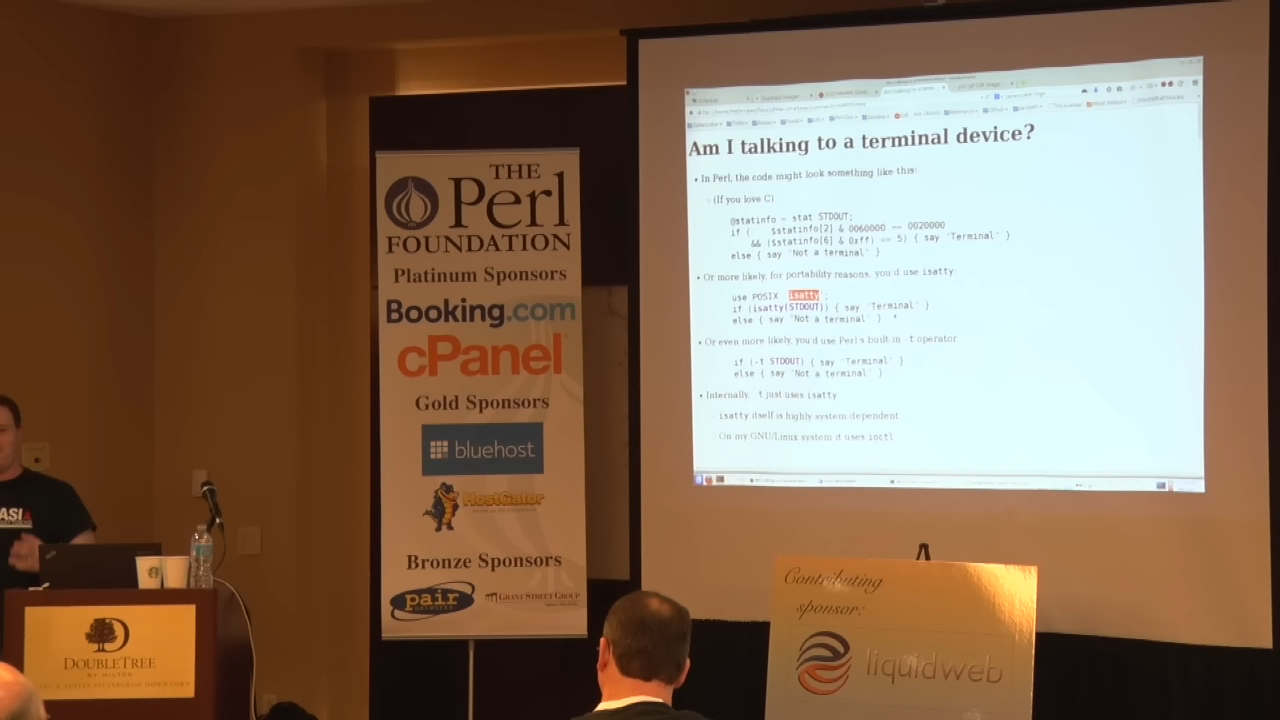 THE
Perl
FOUNDATION
Platinum Sponsors
Booking.com
cPanel
Gold Sponsors
bluehost
HostGator
Bronze Sponsors
pair
NETWORKS
GRANT STREET GROUP
Am I talking to a terminal device?
• In Perl, the code might look something like this:
(If you love C)
@statinfo = stat STDOUT;
if ( $statinfo[2] & 0060000 == 0020000
&& ($statinfo[6] & 0xff) == 5) { say 'Terminal' }
else { say 'Not a terminal' }
• Or more likely, for portability reasons, you'd use isatty:
use POSIX 'isatty';
if (isatty(STDOUT)) { say 'Terminal' }
else { say 'Not a terminal' }
• Or even more likely, you'd use Perl's built-in -t operator
if (-t STDOUT) { say 'Terminal' }
else { say 'Not a terminal' }
• Internally, -t just uses isatty
isatty itself is highly system dependent
On my GNU/Linux system it uses ioctl
ASIA
D
DOUBLETREE
BY HILTON
Contributing
sponsor:
liquidweb